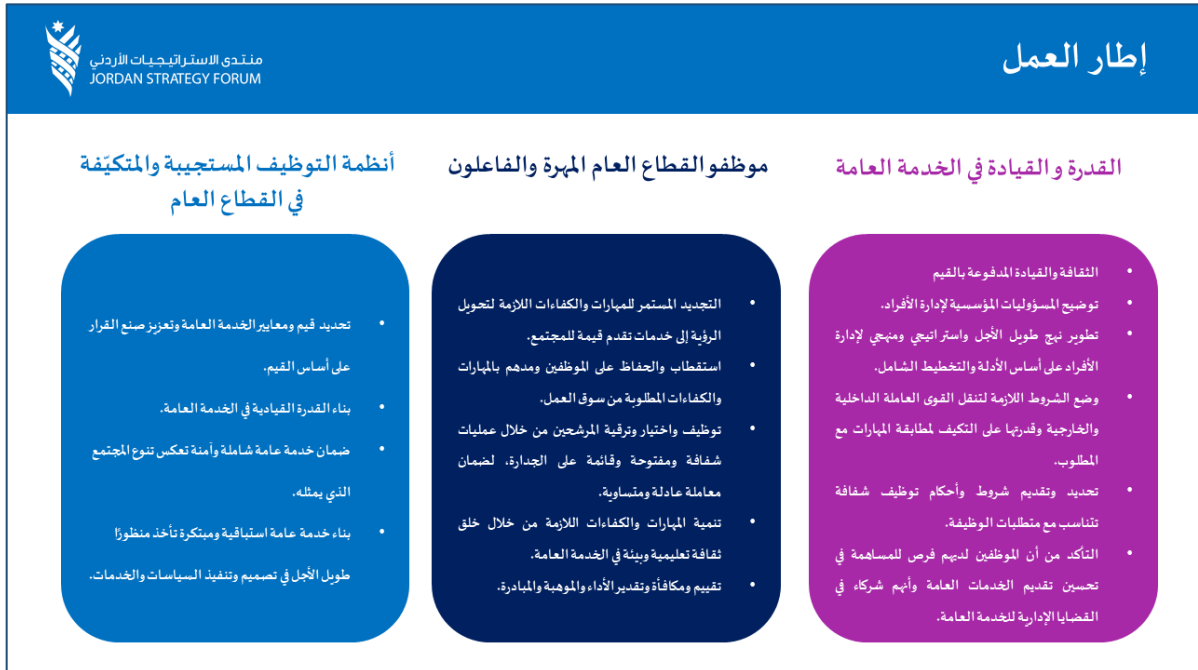 إطار العمل
منتدى الاستراتيجيات الأردني
JORDAN STRATEGY FORUM
القدرة والقيادة في الخدمة العامة
• الثقافة والقيادة المدفوعة بالقيم
• توضيح المسؤوليات المؤسسية لإدارة الأفراد.
• تطوير نهج طويل الأجل واستراتيجي ومنهجي لإدارة
الأفراد على أساس الأدلة والتخطيط الشامل.
• وضع الشروط اللازمة لتنقل القوى العاملة الداخلية
والخارجية وقدرتها على التكيف لمطابقة المهارات مع
المطلوب.
• تحديد وتقديم شروط وأحكام توظيف شفافة
تتناسب مع متطلبات الوظيفة.
• التأكد من أن الموظفين لديهم فرص للمساهمة في
تحسين تقديم الخدمات العامة وأنهم شركاء في
القضايا الإدارية للخدمة العامة.
موظفو القطاع العام المهرة والفاعلون
• التجديد المستمر للمهارات والكفاءات اللازمة لتحويل
الرؤية إلى خدمات تقدم قيمة للمجتمع.
• استقطاب والحفاظ على الموظفين ومدهم بالمهارات
والكفاءات المطلوبة من سوق العمل.
• توظيف واختيار وترقية المرشحين من خلال عمليات
شفافة ومفتوحة وقائمة على الجدارة، لضمان
معاملة عادلة ومتساوية.
• تنمية المهارات والكفاءات اللازمة من خلال خلق
ثقافة تعليمية وبيئة في الخدمة العامة.
• تقييم ومكافأة وتقدير الأداء والموهبة والمبادرة.
أنظمة التوظيف المستجيبة والمتكيّفة
في القطاع العام
• تحديد قيم ومعايير الخدمة العامة وتعزيز صنع القرار
على أساس القيم.
• بناء القدرة القيادية في الخدمة العامة.
• ضمان خدمة عامة شاملة وآمنة تعكس تنوع المجتمع
الذي يمثله.
• بناء خدمة عامة استباقية ومبتكرة تأخذ منظورًا
طويل الأجل في تصميم وتنفيذ السياسات والخدمات.